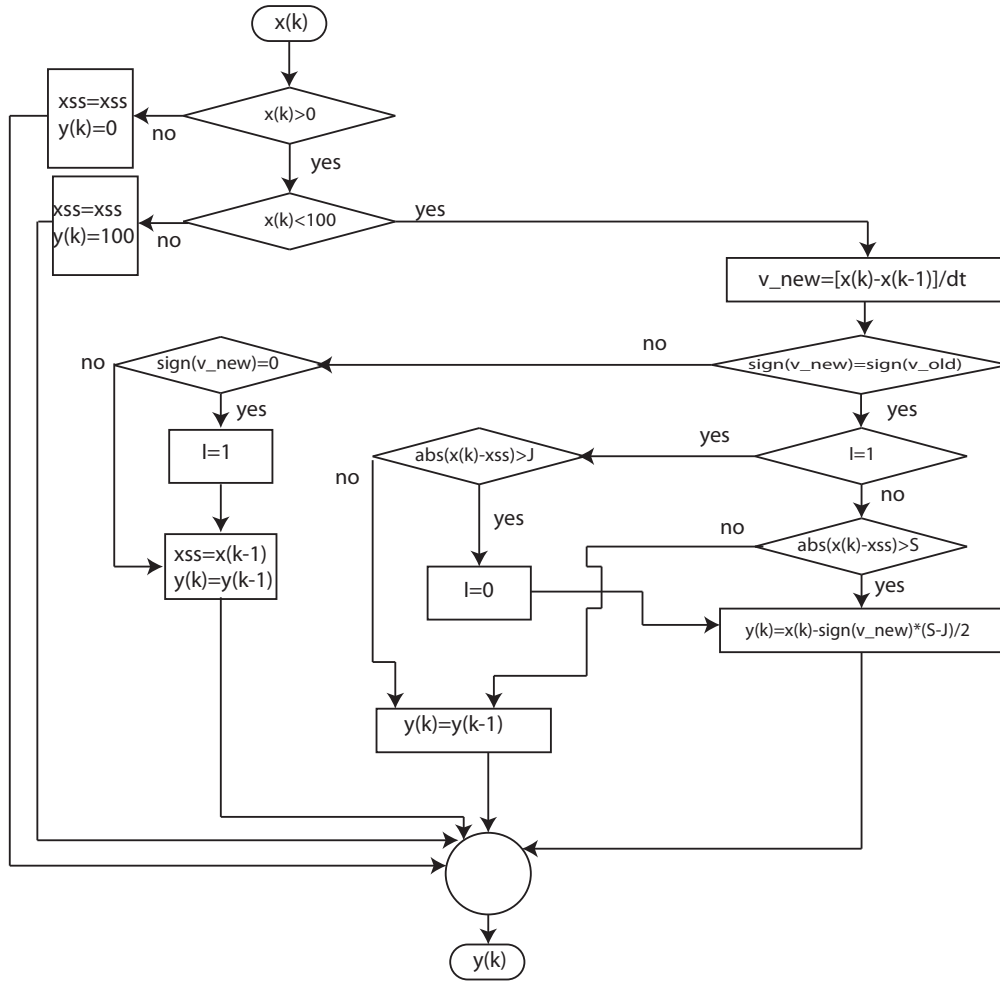 x(k)
xss=xss
y(k)=0
no
x(k)>0
yes
xss=xss
y(k)=100
no
x(k)<100
yes
v_new=[x(k)-x(k-1)]/dt
no
sign(v_new)=0
no
sign(v_new)=sign(v_old)
yes
yes
I=1
abs(x(k)-xss)>J
yes
I=1
no
yes
no
no
abs(x(k)-xss)>S
yes
xss=x(k-1)
y(k)=y(k-1)
I=0
y(k)=x(k)-sign(v_new)*(S-J)/2
y(k)=y(k-1)
y(k)